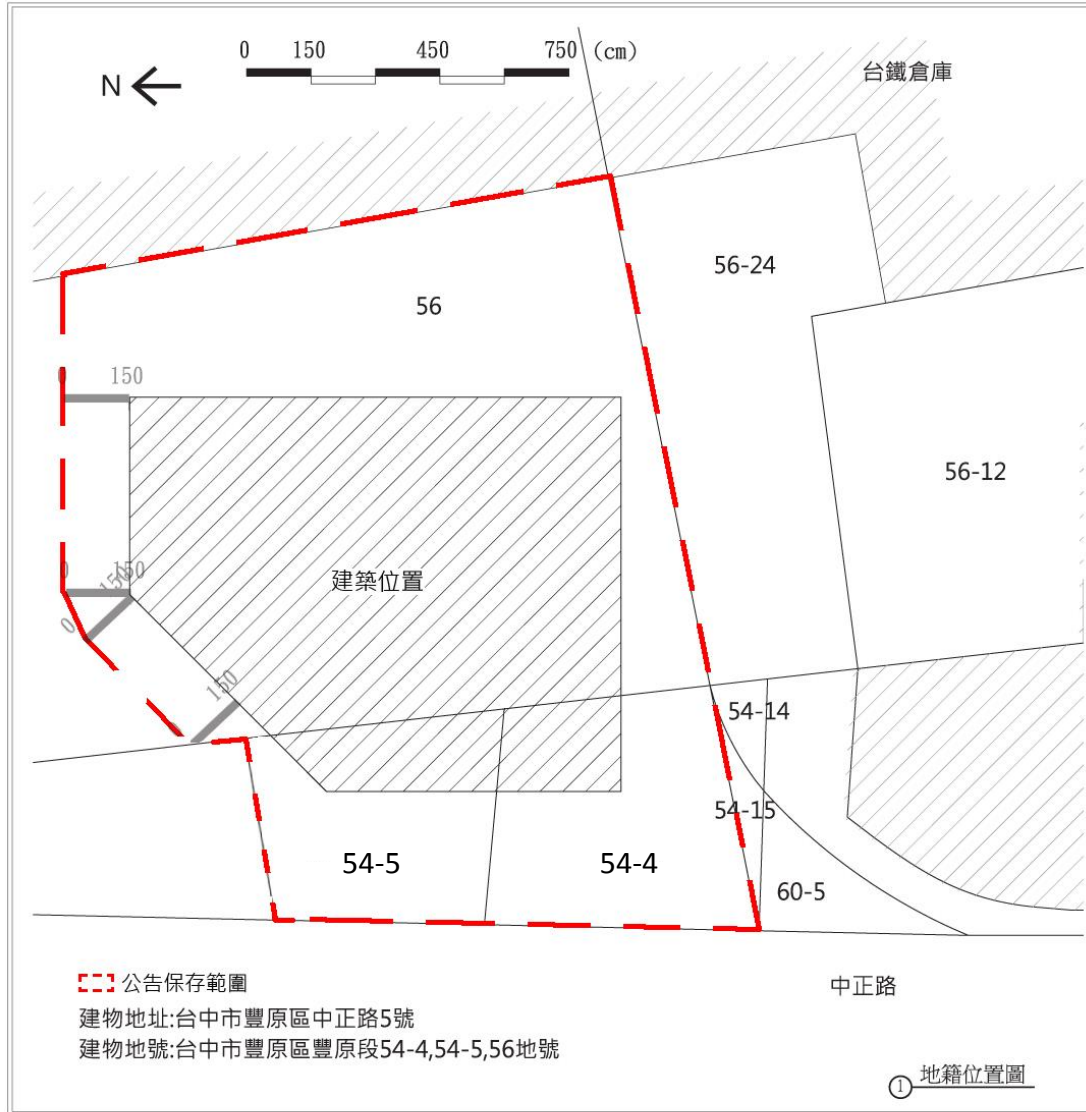 0 150 450 750 (cm)
N
台鐵倉庫
56-24
56
0 150
56-12
建築位置
0 150
0 150
0 150
54-14
54-15
54-5
54-4
60-5
公告保存範圍
中正路
建物地址:台中市豐原區中正路5號
建物地號:台中市豐原區豐原段54-4,54-5,56地號
1 地籍位置圖